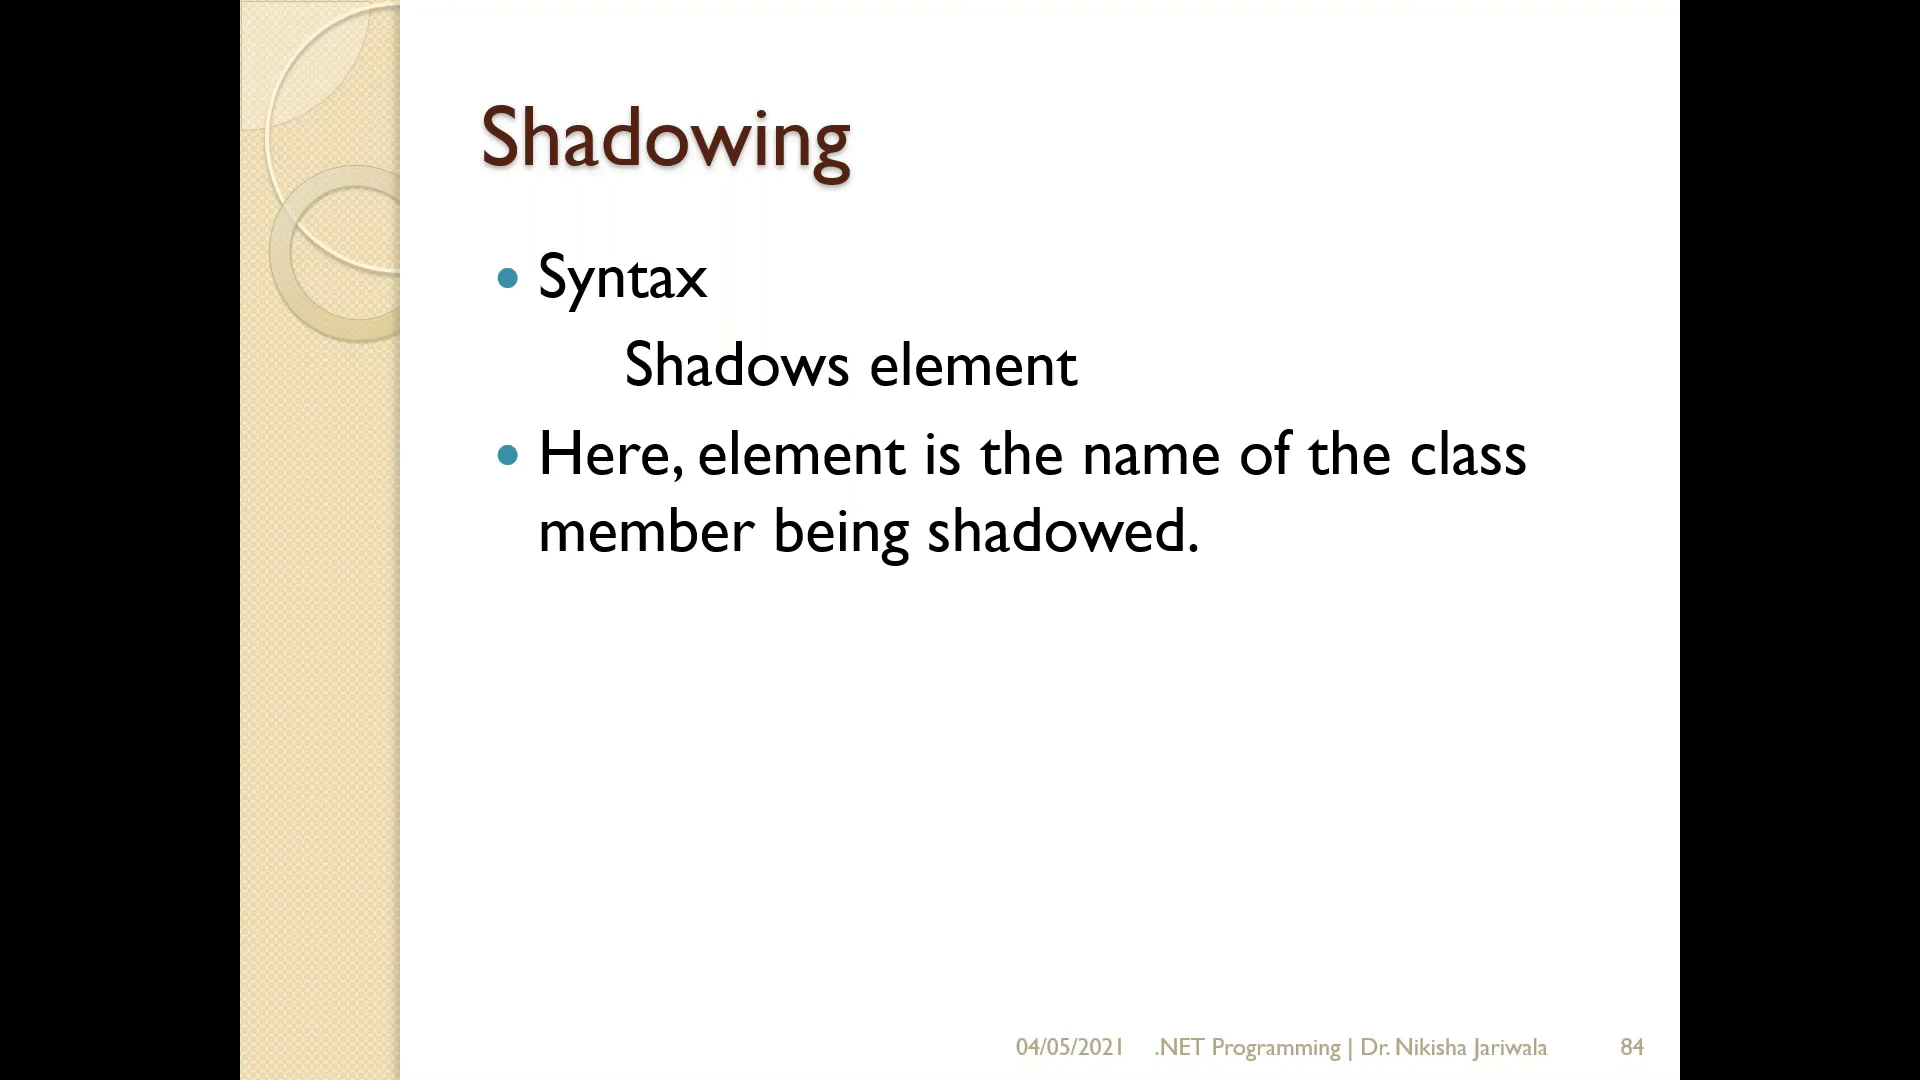 Shadowing
• Syntax
Shadows element
• Here, element is the name of the class
member being shadowed.
04/05/2021 .NET Programming | Dr. Nikisha Jariwala 84